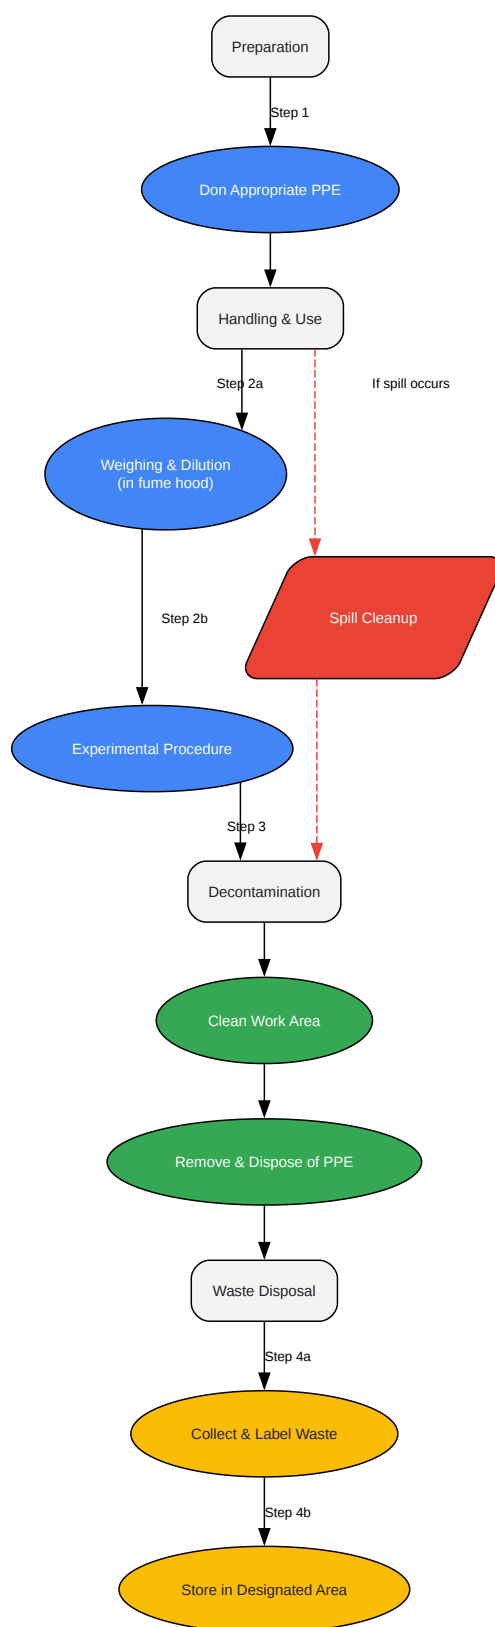 Preparation
Step 1
Don Appropriate PPE
Handling & Use
Step 2a
If spill occurs
Weighing & Dilution
(in fume hood)
Step 2b
Spill Cleanup
Experimental Procedure
Step 3
Decontamination
Clean Work Area
Remove & Dispose of PPE
Waste Disposal
Step 4a
Collect & Label Waste
Step 4b
Store in Designated Area